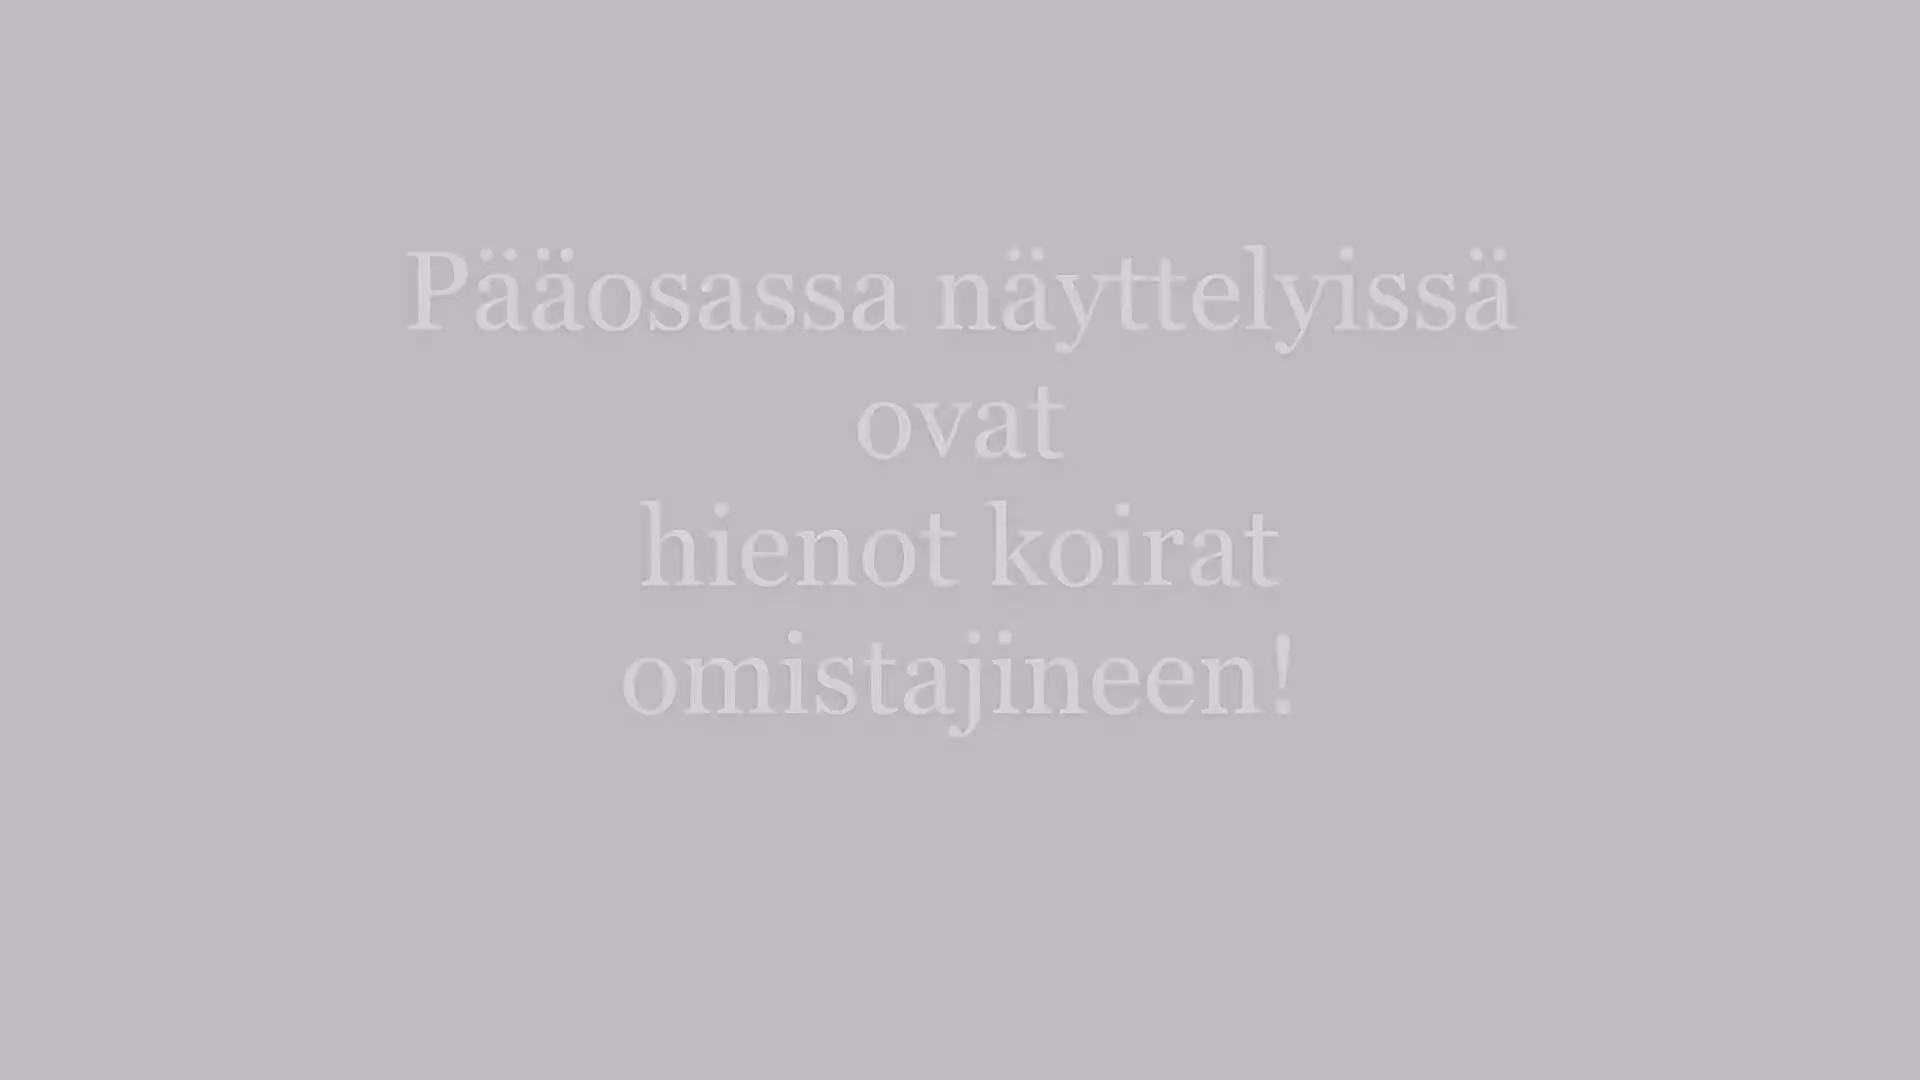 Pääosassa näyttelyissä
ovat
hienot koirat
omistajineen!